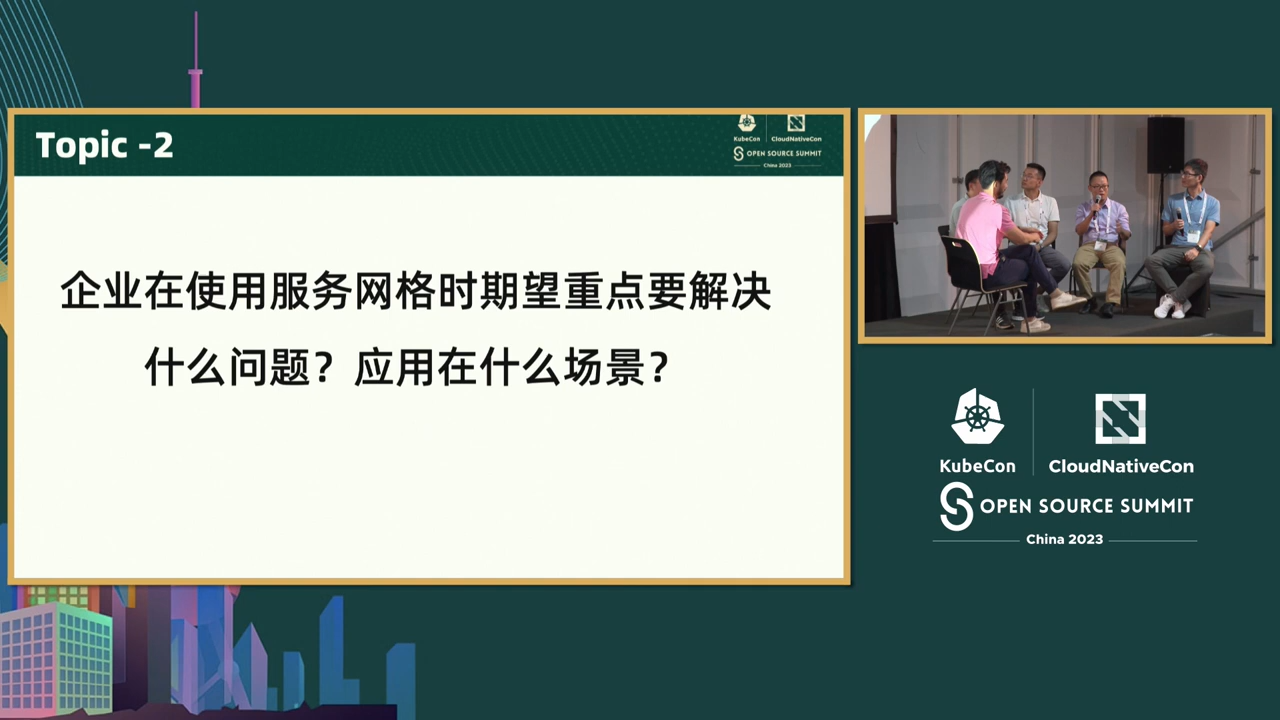 Topic -2
KubeCon
CloudNativeCon
OPEN SOURCE SUMMIT
China 2023
企业在使用服务网格时期望重点要解决
什么问题？应用在什么场景？
KubeCon
CloudNativeCon
OPEN SOURCE SUMMIT
China 2023